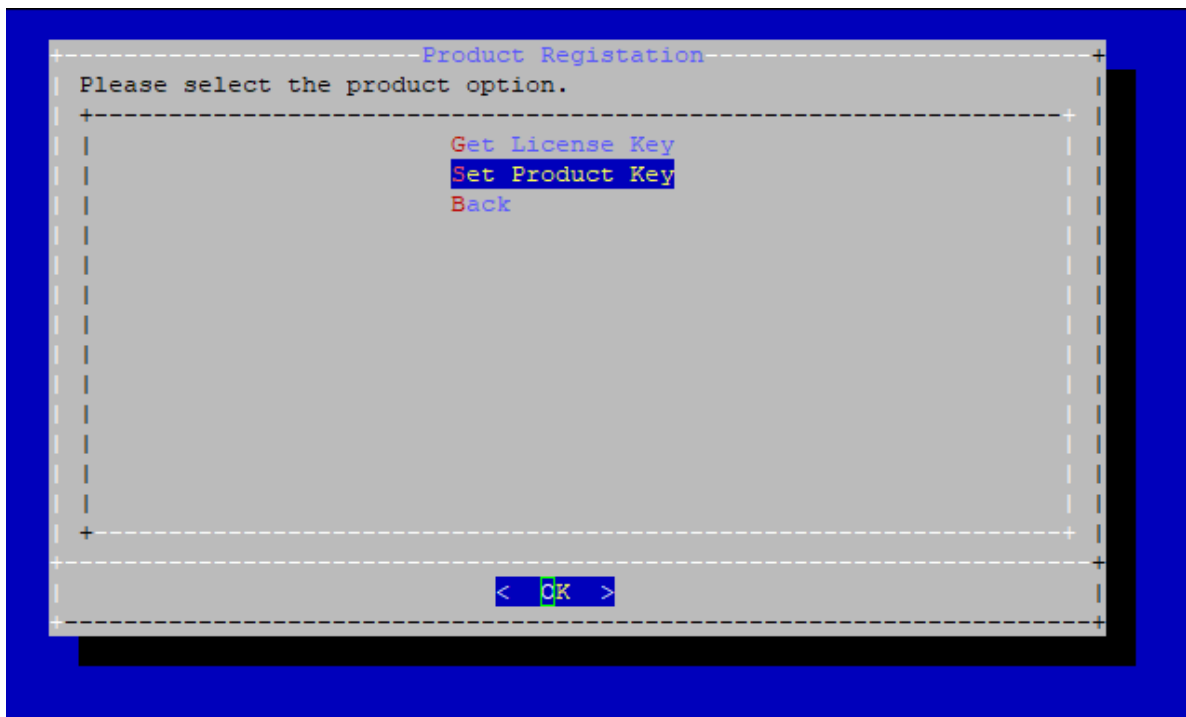 Product Registation
Please select the product option.
Get License Key
Set Product Key
Back
< OK >